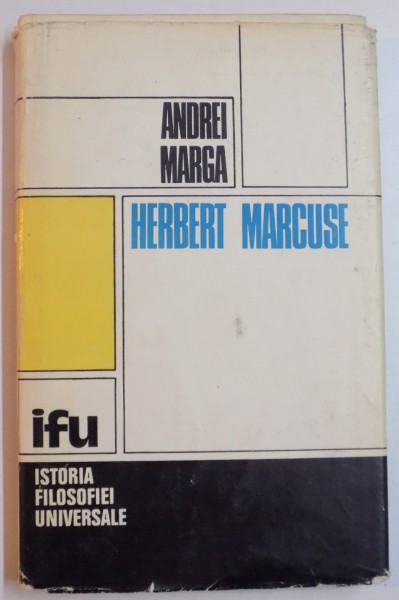 ANDREI
MARGA
HERBERT MARCUSE
ifu
ISTORIA
FILOSOFIEI
UNIVERSALE